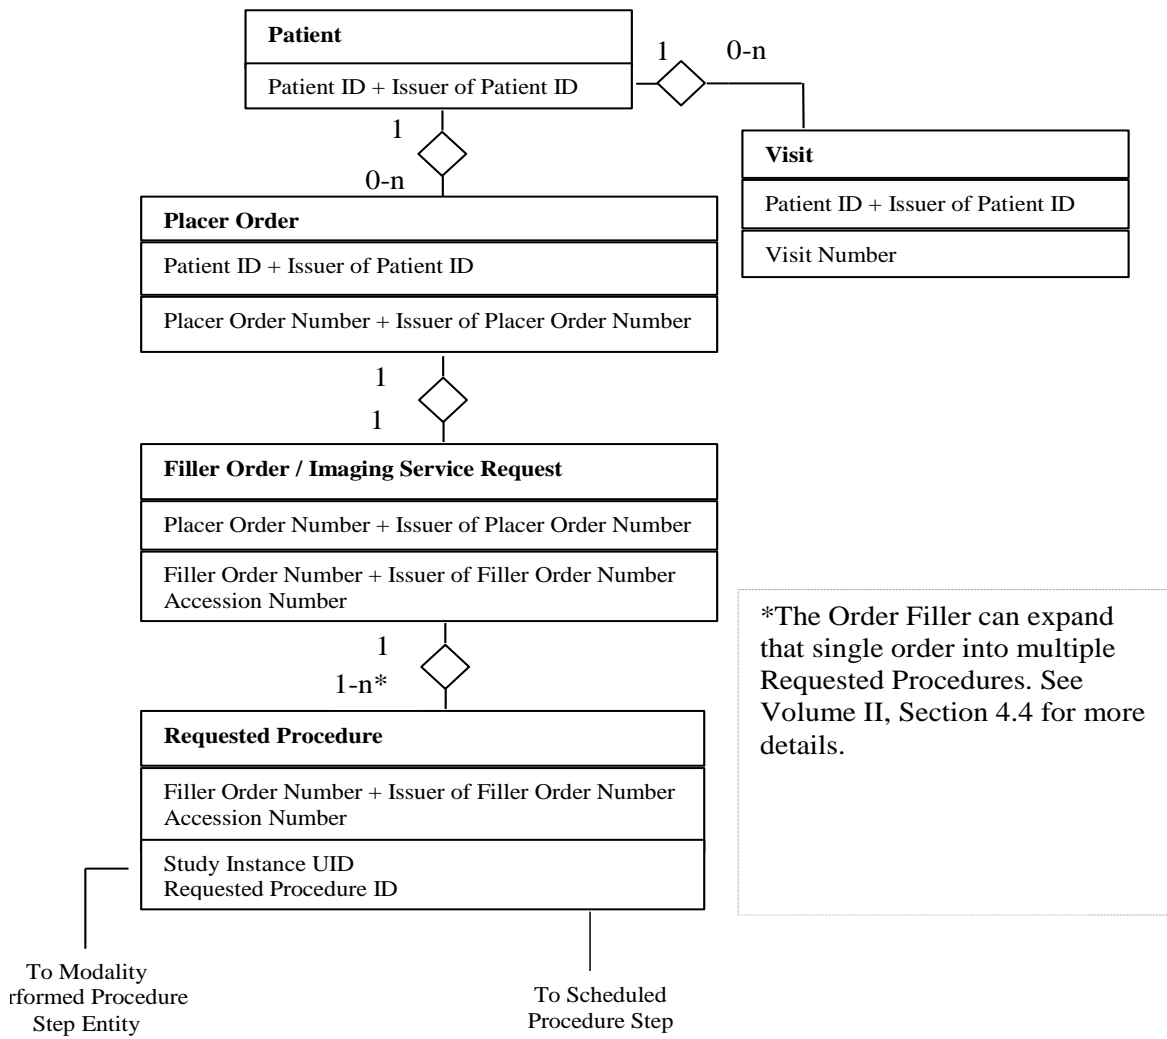 Patient
Patient ID + Issuer of Patient ID
1
0-n
1
0-n
Visit
Patient ID + Issuer of Patient ID
Visit Number
Placer Order
Patient ID + Issuer of Patient ID
Placer Order Number + Issuer of Placer Order Number
1
1
Filler Order / Imaging Service Request
Placer Order Number + Issuer of Placer Order Number
Filler Order Number + Issuer of Filler Order Number
Accession Number
1
1-n*
*The Order Filler can expand
that single order into multiple
Requested Procedures. See
Volume II, Section 4.4 for more
details.
Requested Procedure
Filler Order Number + Issuer of Filler Order Number
Accession Number
Study Instance UID
Requested Procedure ID
To Modality
rformed Procedure
Step Entity
To Scheduled
Procedure Step